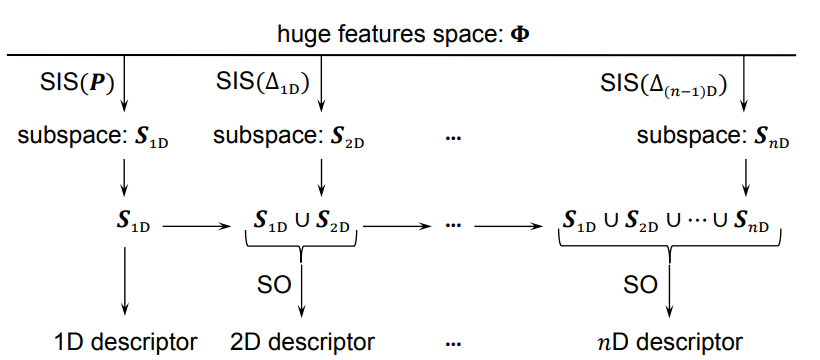 huge features space: Φ
SIS(P) SIS(Δ₁D) SIS(Δ₍ₙ₋₁₎D)
subspace: S₁D subspace: S₂D ... subspace: SₙD
S₁D S₁D ∪ S₂D ... S₁D ∪ S₂D ∪ ⋯ ∪ SₙD
SO SO
1D descriptor 2D descriptor ... nD descriptor